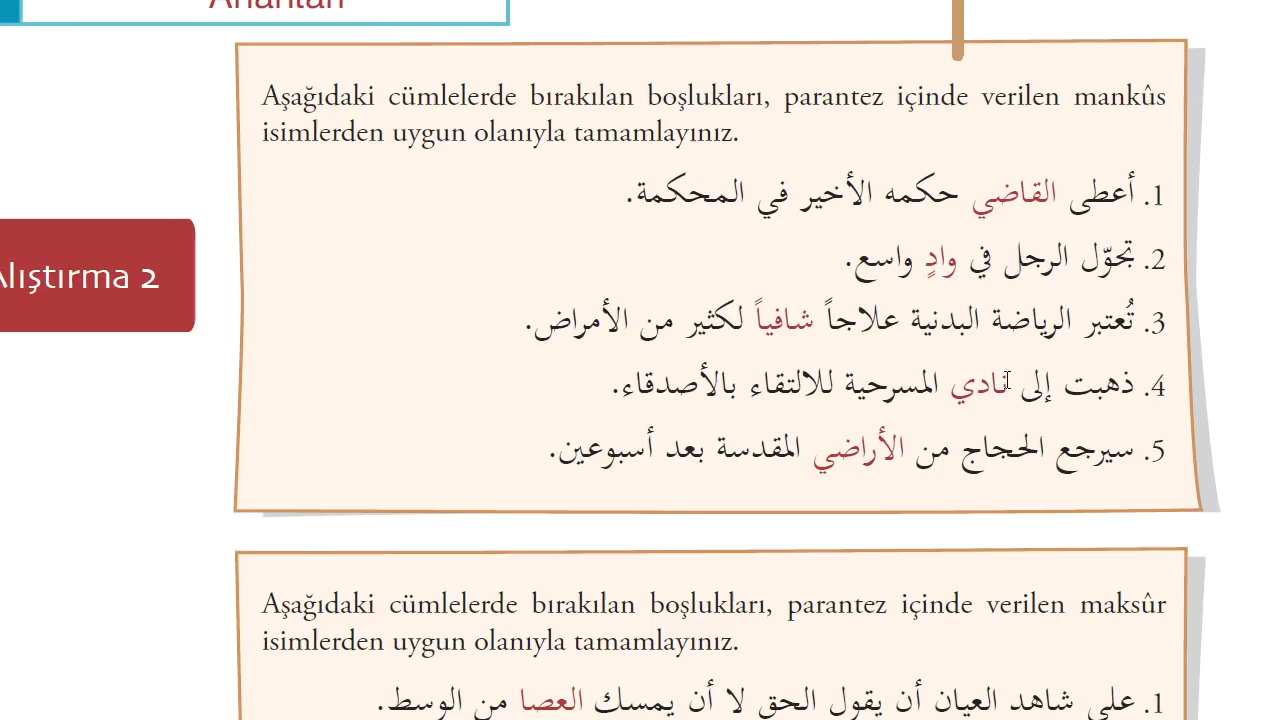 Anahtarı
Aşağıdaki cümlelerde bırakılan boşlukları, parantez içinde verilen mankûs
isimlerden uygun olanıyla tamamlayınız.
1. أعطى القاضي حكمه الأخير في المحكمة.
2. تجوّل الرجل في وادٍ واسع.
3. تُعتبر الرياضة البدنية علاجاً شافياً لكثير من الأمراض.
4. ذهبت إلى نادي المسرحية للالتقاء بالأصدقاء.
5. سيرجع الحجاج من الأراضي المقدسة بعد أسبوعين.
Alıştırma 2
Aşağıdaki cümlelerde bırakılan boşlukları, parantez içinde verilen maksûr
isimlerden uygun olanıyla tamamlayınız.
1. على شاهد العيان أن يقول الحق لا أن يمسك العصا من الوسط.